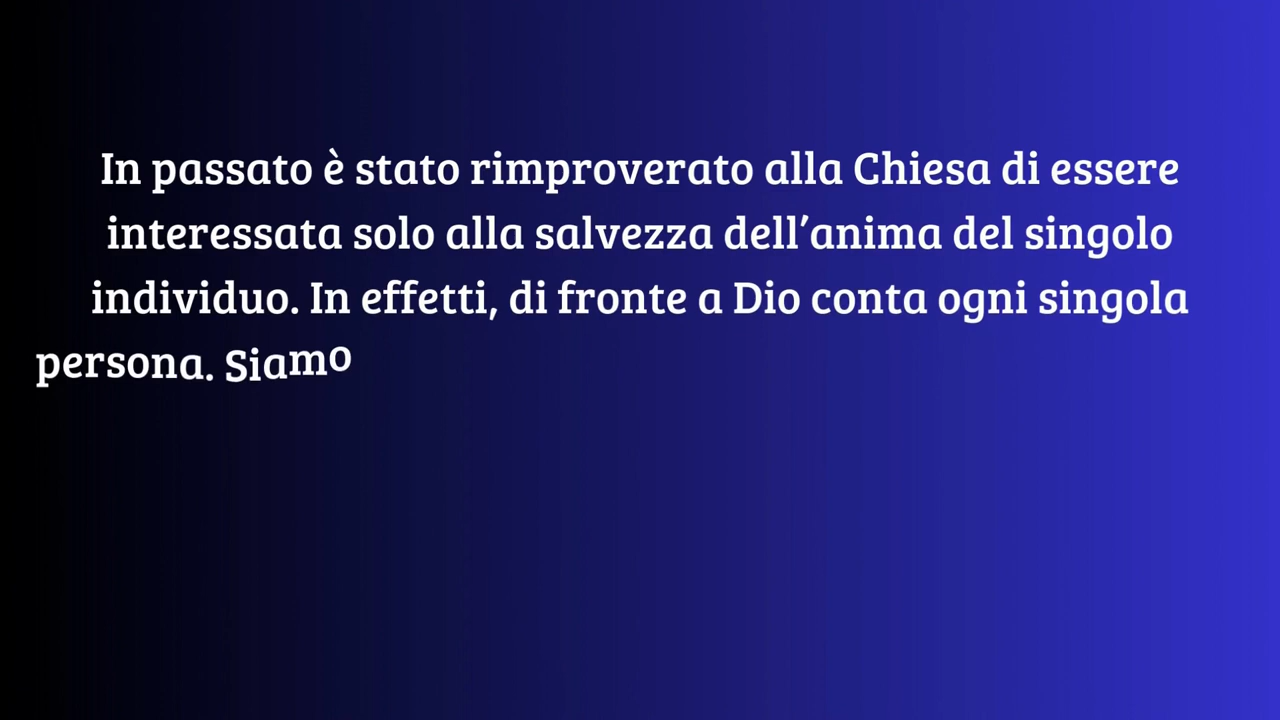 In passato è stato rimproverato alla Chiesa di essere
interessata solo alla salvezza dell’anima del singolo
individuo. In effetti, di fronte a Dio conta ogni singola
persona. Siamo